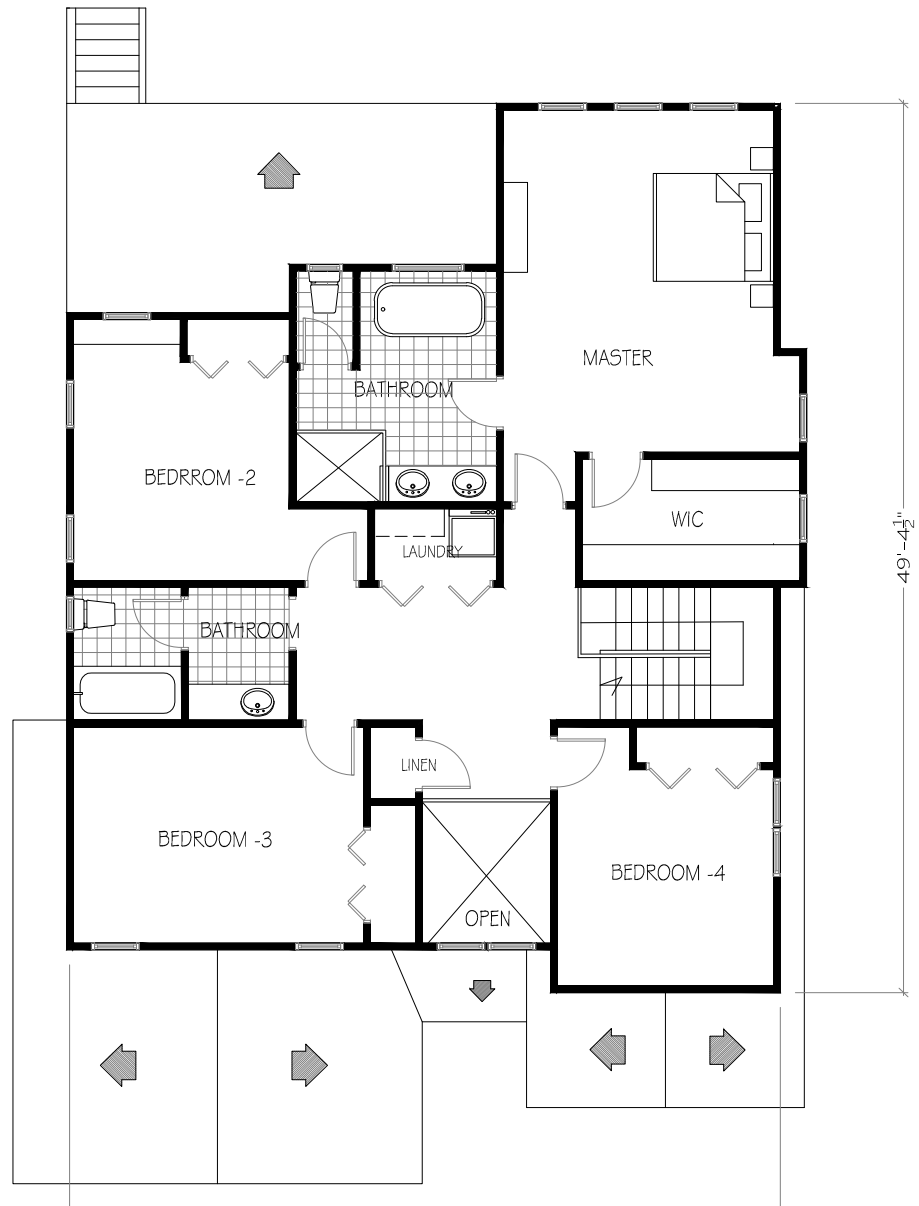 MASTER
BATHROOM
BEDRROM -2
WIC
49'-4½"
LAUNDRY
BATHROOM
LINEN
BEDROOM -3
BEDROOM -4
OPEN